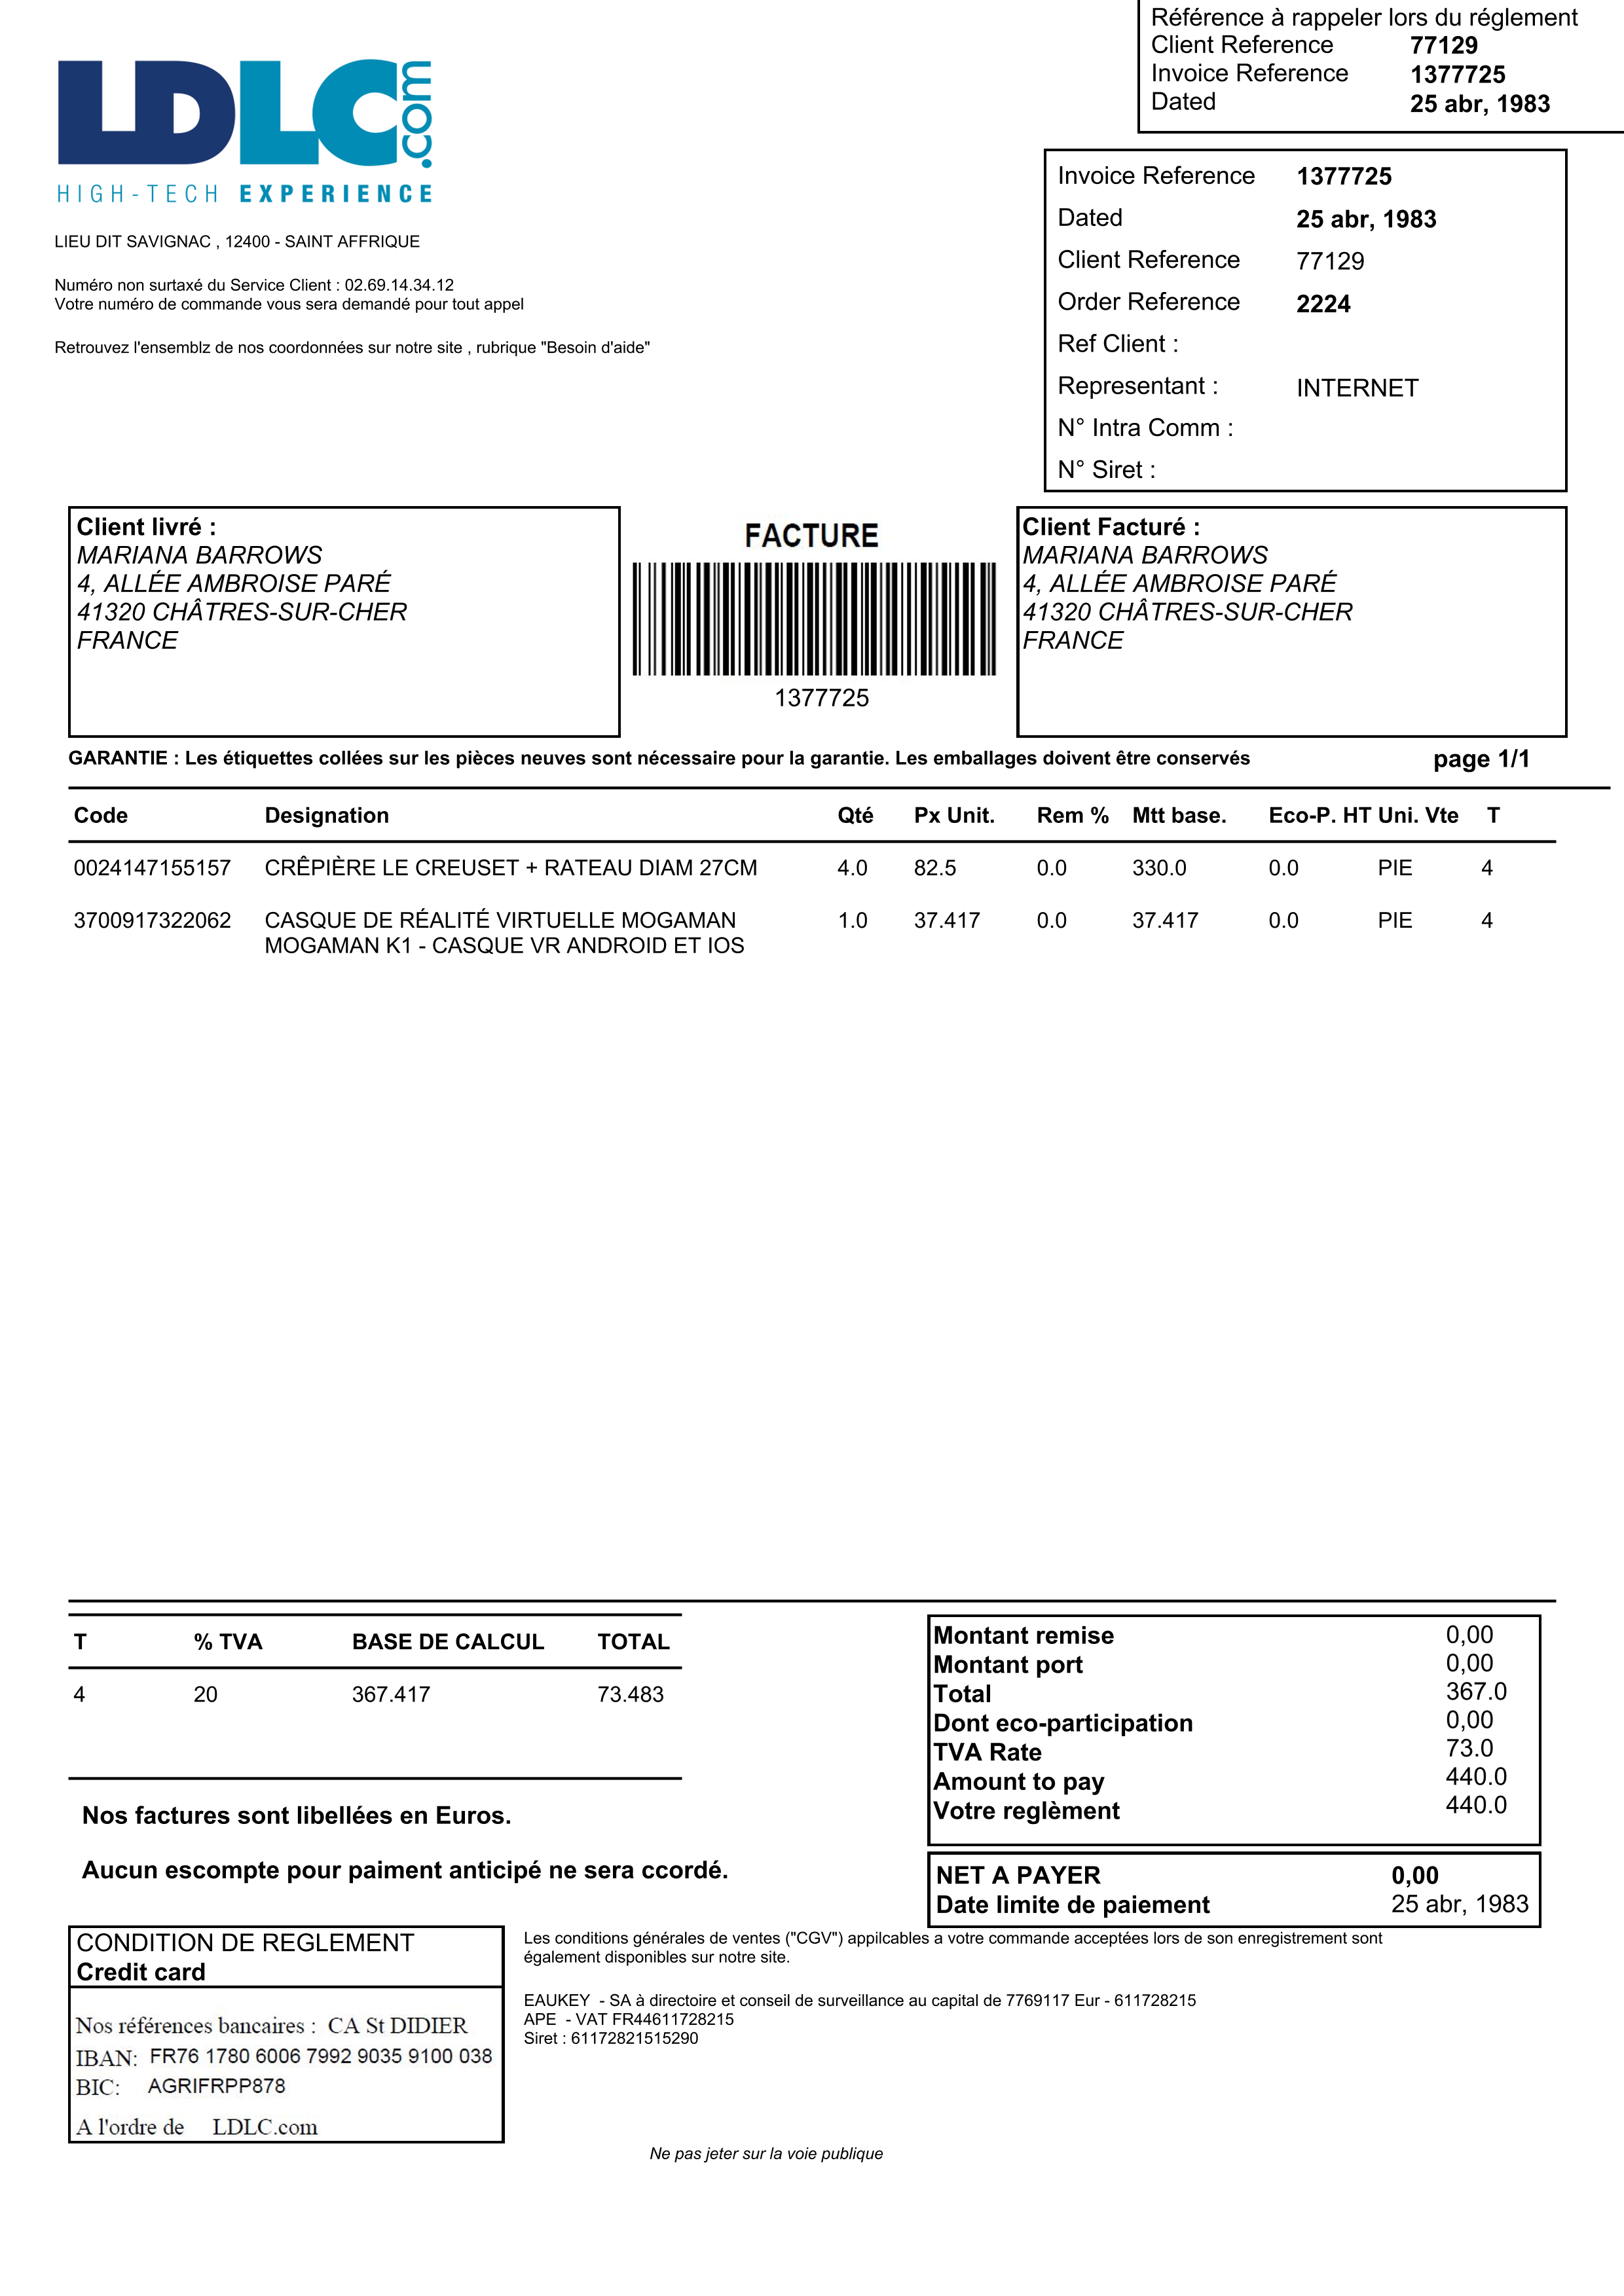 Référence à rappeler lors du réglement
Client Reference 77129
Invoice Reference 1377725
Dated 25 abr, 1983
LDLC.com
HIGH-TECH EXPERIENCE
Invoice Reference 1377725
Dated 25 abr, 1983
Client Reference 77129
Order Reference 2224
Ref Client :
Representant : INTERNET
N° Intra Comm :
N° Siret :
LIEU DIT SAVIGNAC , 12400 - SAINT AFFRIQUE
Numéro non surtaxé du Service Client : 02.69.14.34.12
Votre numéro de commande vous sera demandé pour tout appel
Retrouvez l'ensemblz de nos coordonnées sur notre site , rubrique "Besoin d'aide"
Client livré :
MARIANA BARROWS
4, ALLÉE AMBROISE PARÉ
41320 CHÂTRES-SUR-CHER
FRANCE
FACTURE
1377725
Client Facturé :
MARIANA BARROWS
4, ALLÉE AMBROISE PARÉ
41320 CHÂTRES-SUR-CHER
FRANCE
GARANTIE : Les étiquettes collées sur les pièces neuves sont nécessaire pour la garantie. Les emballages doivent être conservés page 1/1
Code Designation Qté Px Unit. Rem % Mtt base. Eco-P. HT Uni. Vte T
0024147155157 CRÊPIÈRE LE CREUSET + RATEAU DIAM 27CM 4.0 82.5 0.0 330.0 0.0 PIE 4
3700917322062 CASQUE DE RÉALITÉ VIRTUELLE MOGAMAN 1.0 37.417 0.0 37.417 0.0 PIE 4
MOGAMAN K1 - CASQUE VR ANDROID ET IOS
T % TVA BASE DE CALCUL TOTAL
4 20 367.417 73.483
Montant remise 0,00
Montant port 0,00
Total 367.0
Dont eco-participation 0,00
TVA Rate 73.0
Amount to pay 440.0
Votre reglèment 440.0
Nos factures sont libellées en Euros.
Aucun escompte pour paiment anticipé ne sera ccordé.
NET A PAYER 0,00
Date limite de paiement 25 abr, 1983
CONDITION DE REGLEMENT
Credit card
Nos références bancaires : CA St DIDIER
IBAN: FR76 1780 6006 7992 9035 9100 038
BIC: AGRIFRPP878
A l'ordre de LDLC.com
Les conditions générales de ventes ("CGV") appilcables a votre commande acceptées lors de son enregistrement sont
également disponibles sur notre site.
EAUKEY - SA à directoire et conseil de surveillance au capital de 7769117 Eur - 611728215
APE - VAT FR44611728215
Siret : 61172821515290
Ne pas jeter sur la voie publique